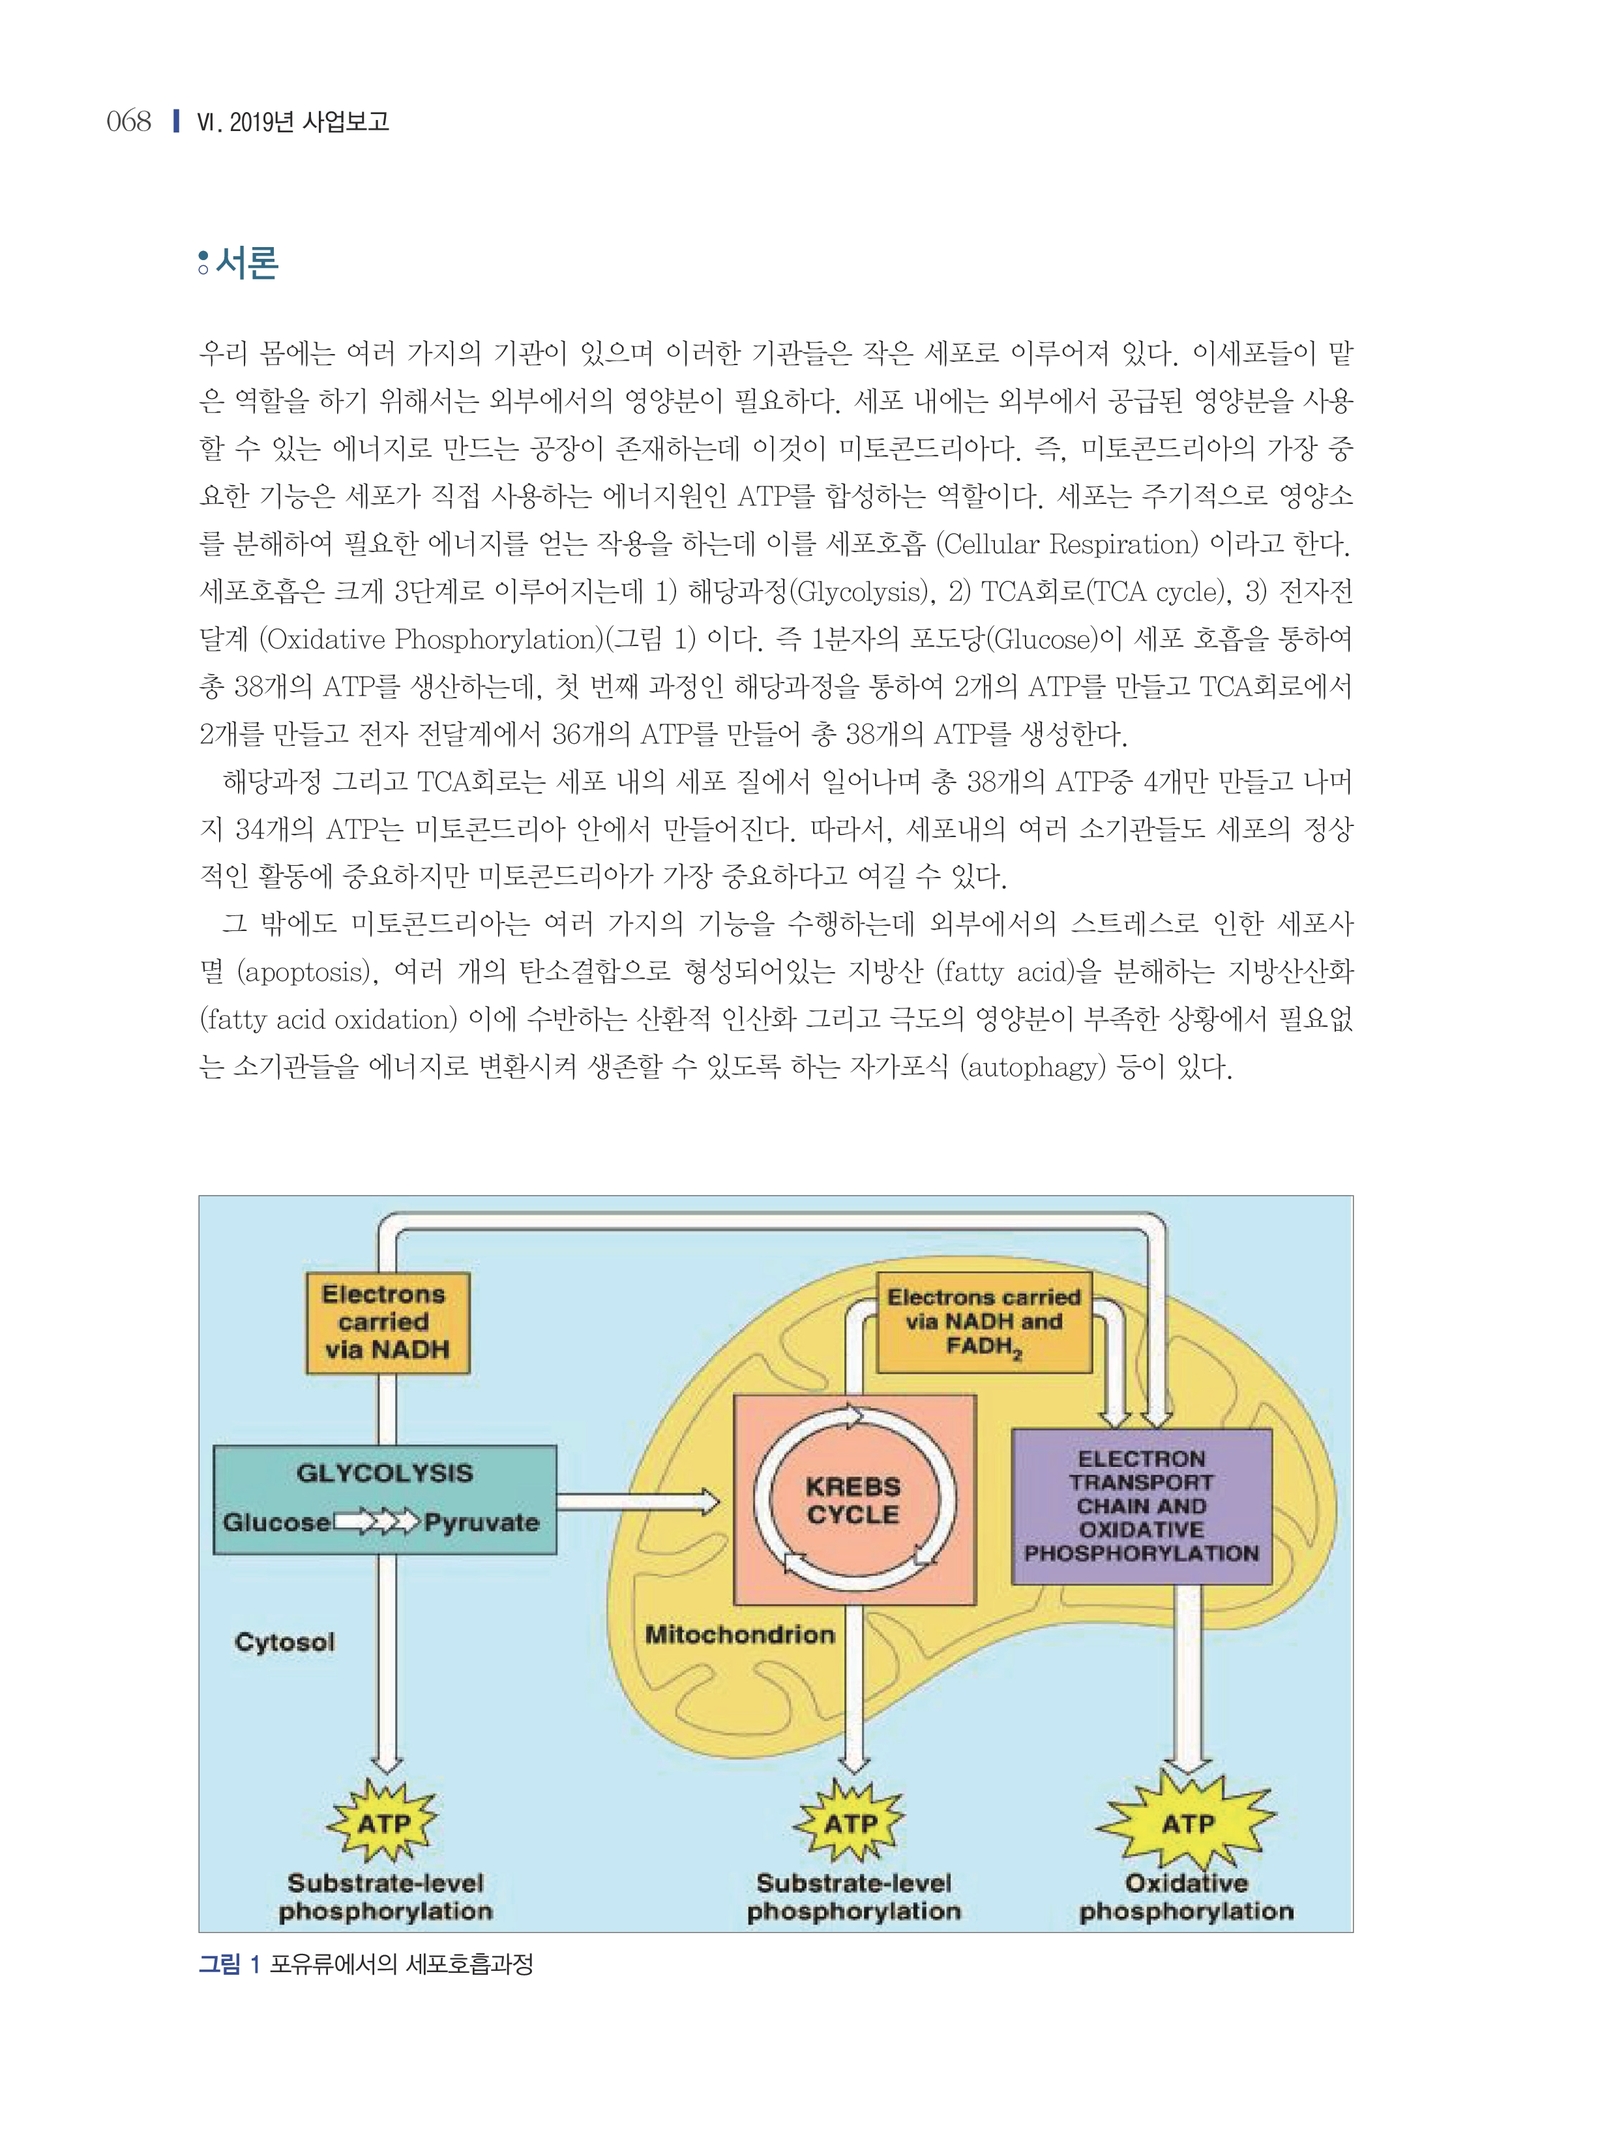 068 VI. 2019년 사업보고
서론
우리 몸에는 여러 가지의 기관이 있으며 이러한 기관들은 작은 세포로 이루어져 있다. 이세포들이 맡
은 역할을 하기 위해서는 외부에서의 영양분이 필요하다. 세포 내에는 외부에서 공급된 영양분을 사용
할 수 있는 에너지로 만드는 공장이 존재하는데 이것이 미토콘드리아다. 즉, 미토콘드리아의 가장 중
요한 기능은 세포가 직접 사용하는 에너지원인 ATP를 합성하는 역할이다. 세포는 주기적으로 영양소
를 분해하여 필요한 에너지를 얻는 작용을 하는데 이를 세포호흡 (Cellular Respiration) 이라고 한다.
세포호흡은 크게 3단계로 이루어지는데 1) 해당과정(Glycolysis), 2) TCA회로(TCA cycle), 3) 전자전
달계 (Oxidative Phosphorylation)(그림 1) 이다. 즉 1분자의 포도당(Glucose)이 세포 호흡을 통하여
총 38개의 ATP를 생산하는데, 첫 번째 과정인 해당과정을 통하여 2개의 ATP를 만들고 TCA회로에서
2개를 만들고 전자 전달계에서 36개의 ATP를 만들어 총 38개의 ATP를 생성한다.
해당과정 그리고 TCA회로는 세포 내의 세포 질에서 일어나며 총 38개의 ATP중 4개만 만들고 나머
지 34개의 ATP는 미토콘드리아 안에서 만들어진다. 따라서, 세포내의 여러 소기관들도 세포의 정상
적인 활동에 중요하지만 미토콘드리아가 가장 중요하다고 여길 수 있다.
그 밖에도 미토콘드리아는 여러 가지의 기능을 수행하는데 외부에서의 스트레스로 인한 세포사
멸 (apoptosis), 여러 개의 탄소결합으로 형성되어있는 지방산 (fatty acid)을 분해하는 지방산산화
(fatty acid oxidation) 이에 수반하는 산환적 인산화 그리고 극도의 영양분이 부족한 상황에서 필요없
는 소기관들을 에너지로 변환시켜 생존할 수 있도록 하는 자가포식 (autophagy) 등이 있다.
Electrons
carried
via NADH
Electrons carried
via NADH and
FADH₂
GLYCOLYSIS
Glucose Pyruvate
KREBS
CYCLE
ELECTRON
TRANSPORT
CHAIN AND
OXIDATIVE
PHOSPHORYLATION
Cytosol
Mitochondrion
ATP
ATP
ATP
Substrate-level
phosphorylation
Substrate-level
phosphorylation
Oxidative
phosphorylation
그림 1 포유류에서의 세포호흡과정